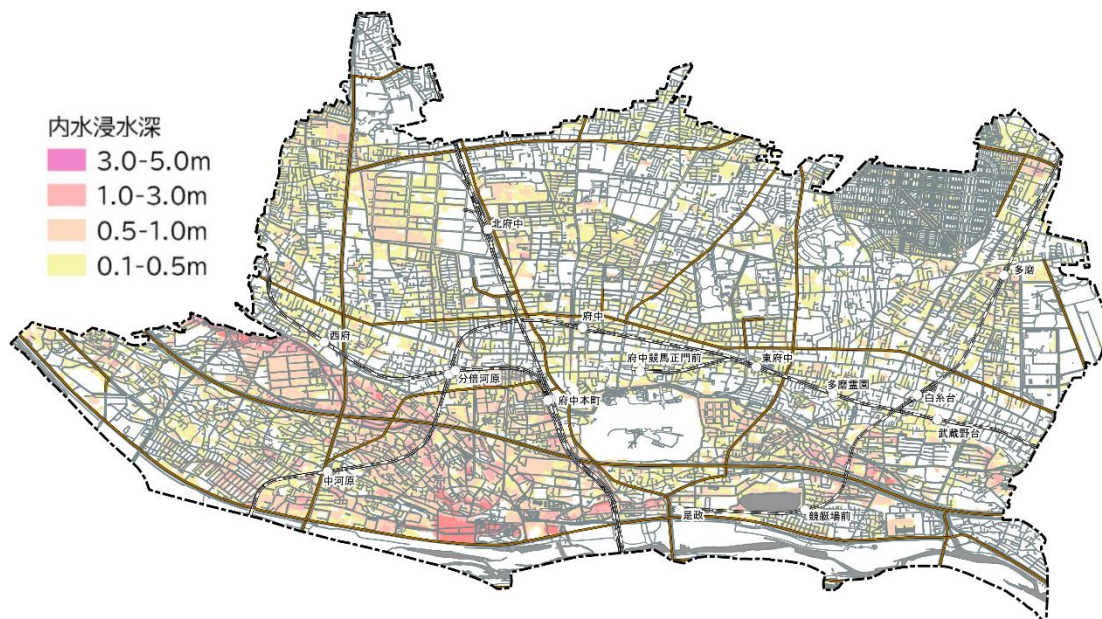 内水浸水深
3.0-5.0m
1.0-3.0m
0.5-1.0m
0.1-0.5m
北府中
多磨
西府
府中
府中競馬正門前
東府中
分倍河原
多磨霊園
府中本町
白糸台
武蔵野台
中河原
是政
競艇場前